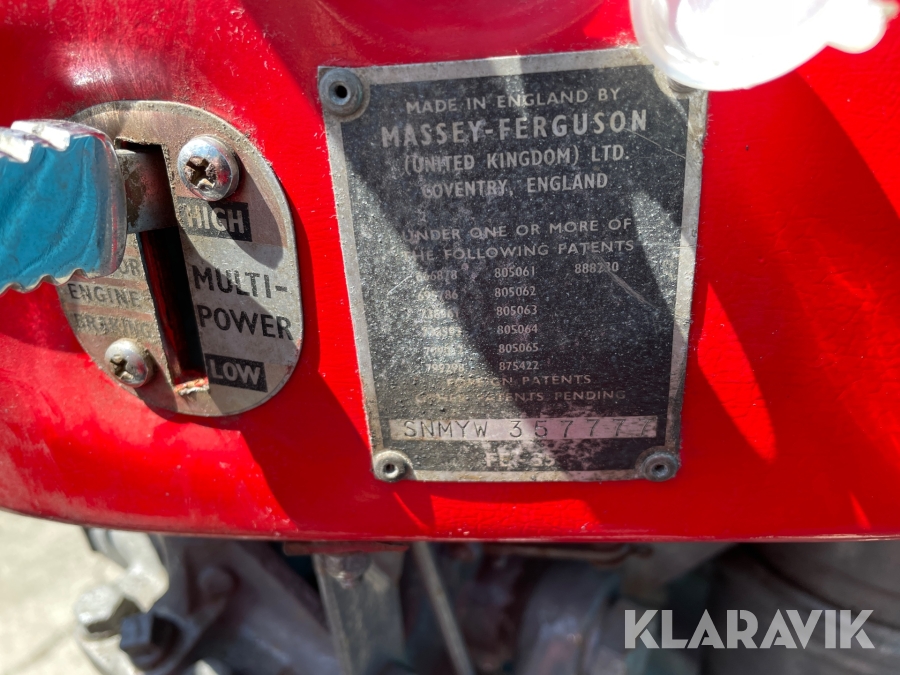 HIGH
ENGINE
MULTI-
POWER
LOW
MADE IN ENGLAND BY
MASSEY-FERGUSON
(UNITED KINGDOM) LTD.
COVENTRY, ENGLAND
UNDER ONE OR MORE OF
THE FOLLOWING PATENTS
805061 888230
805062
805063
805064
805065
875422
FOREIGN PATENTS
PATENTS PENDING
SNMYW 357777
KLARAVIK